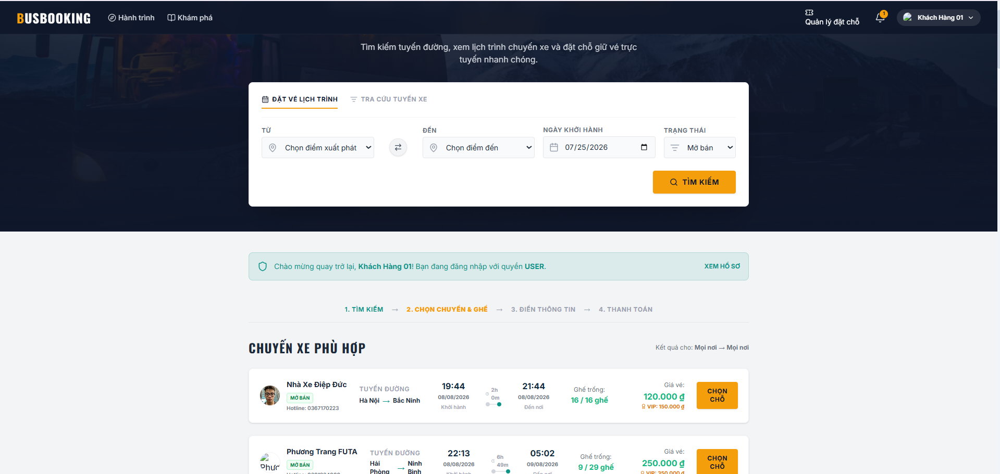 BUSBOOKING
Hành trình
Khám phá
Quản lý đặt chỗ
1
Khách Hàng 01
Tìm kiếm tuyến đường, xem lịch trình chuyến xe và đặt chỗ giữ vé trực
tuyến nhanh chóng.
ĐẶT VÉ LỊCH TRÌNH
TRA CỨU TUYẾN XE
TỪ
ĐẾN
NGÀY KHỞI HÀNH
TRẠNG THÁI
Chọn điểm xuất phát
Chọn điểm đến
07/25/2026
Mở bán
TÌM KIẾM
Chào mừng quay trở lại, Khách Hàng 01! Bạn đang đăng nhập với quyền USER.
XEM HỒ SƠ
1. TÌM KIẾM → 2. CHỌN CHUYẾN & GHẾ → 3. ĐIỀN THÔNG TIN → 4. THANH TOÁN
CHUYẾN XE PHÙ HỢP
Kết quả cho: Mọi nơi → Mọi nơi
Nhà Xe Điệp Đức
MỞ BÁN
Hotline: 0367170223
TUYẾN ĐƯỜNG
Hà Nội → Bắc Ninh
19:44
08/08/2026
Khởi hành
2h
0m
21:44
08/08/2026
Đến nơi
Ghế trống:
16 / 16 ghế
Giá vé:
120.000 ₫
VIP: 150.000 ₫
CHỌN
CHỖ
Phương Trang FUTA
MỞ BÁN
TUYẾN ĐƯỜNG
Hải
Phòng
→
Ninh
Bình
22:13
08/08/2026
Khởi hành
6h
49m
05:02
09/08/2026
Đến nơi
Ghế trống:
9 / 29 ghế
Giá vé:
250.000 ₫
VIP: 350.000 ₫
CHỌN
CHỖ